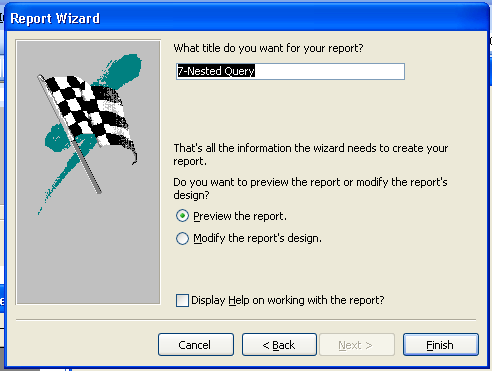 Report Wizard
What title do you want for your report?
7-Nested Query
That's all the information the wizard needs to create your
report.
Do you want to preview the report or modify the report's
design?
Preview the report.
Modify the report's design.
Display Help on working with the report?
Cancel
< Back
Next >
Finish